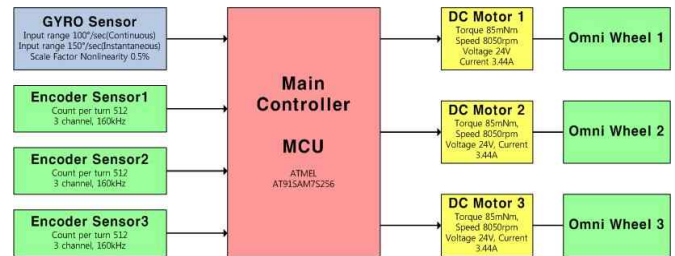 GYRO Sensor
Input range 100°/sec(Continuous)
Input range 150°/sec(Instantaneous)
Scale Factor Nonlinearity 0.5%
Encoder Sensor1
Count per turn 512
3 channel, 160kHz
Encoder Sensor2
Count per turn 512
3 channel, 160kHz
Encoder Sensor3
Count per turn 512
3 channel, 160kHz
Main
Controller
MCU
ATMEL
AT91SAM7S256
DC Motor 1
Torque 85mNm
Speed 8050rpm
Voltage 24V
Current 3.44A
DC Motor 2
Torque 85mNm,
Speed 8050rpm
Voltage 24V, Current
3.44A
DC Motor 3
Torque 85mNm,
Speed 8050rpm
Voltage 24V, Current
3.44A
Omni Wheel 1
Omni Wheel 2
Omni Wheel 3